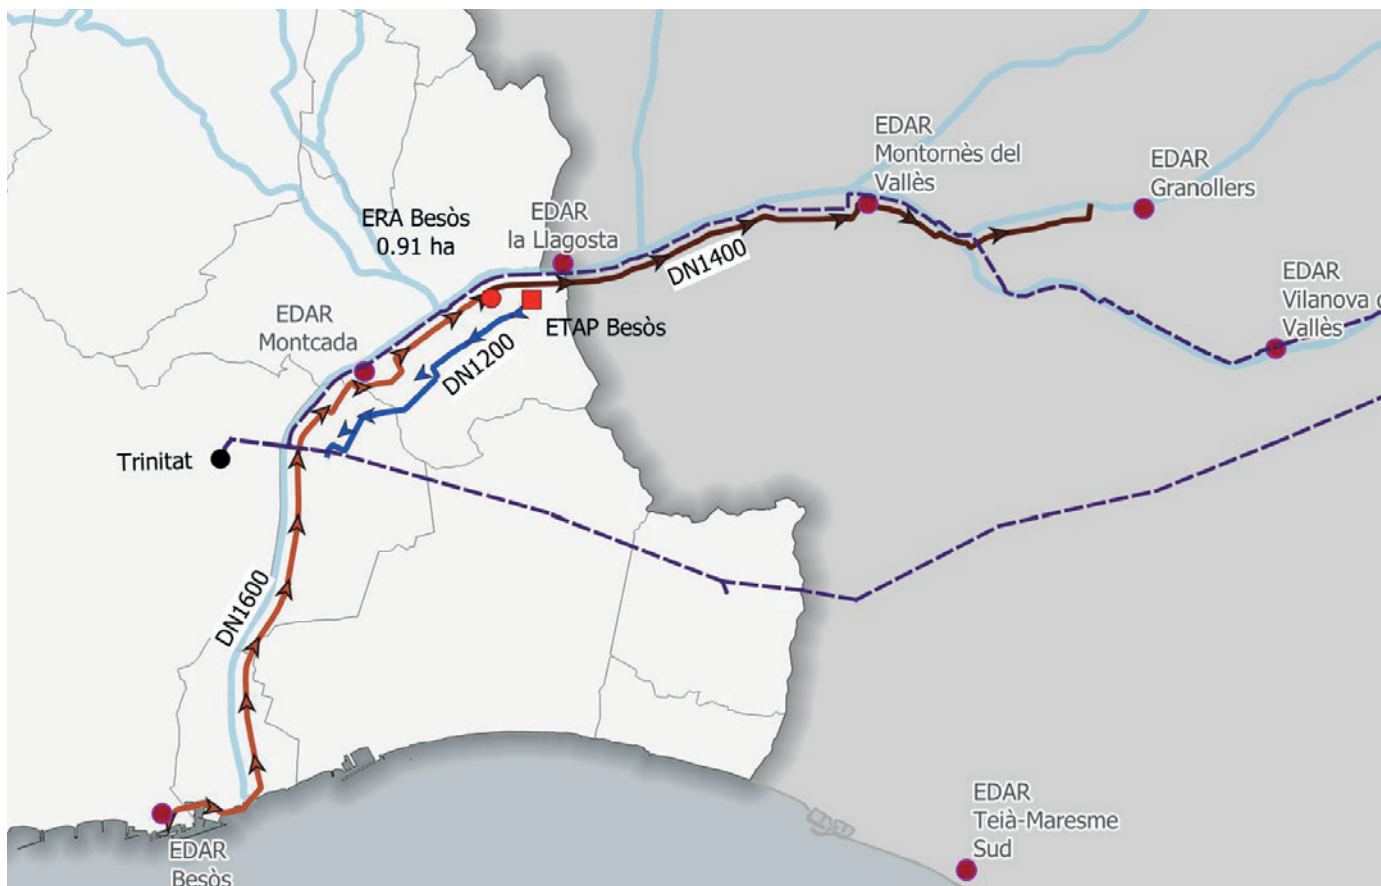 EDAR
Montornès del
Vallès
EDAR
Granollers
ERA Besòs
0.91 ha
EDAR
la Llagosta
DN1400
EDAR
Vilanova d
Vallès
EDAR
Montcada
ETAP Besòs
DN1200
Trinitat
DN1600
EDAR
Teià-Maresme
Sud
EDAR
Besòs